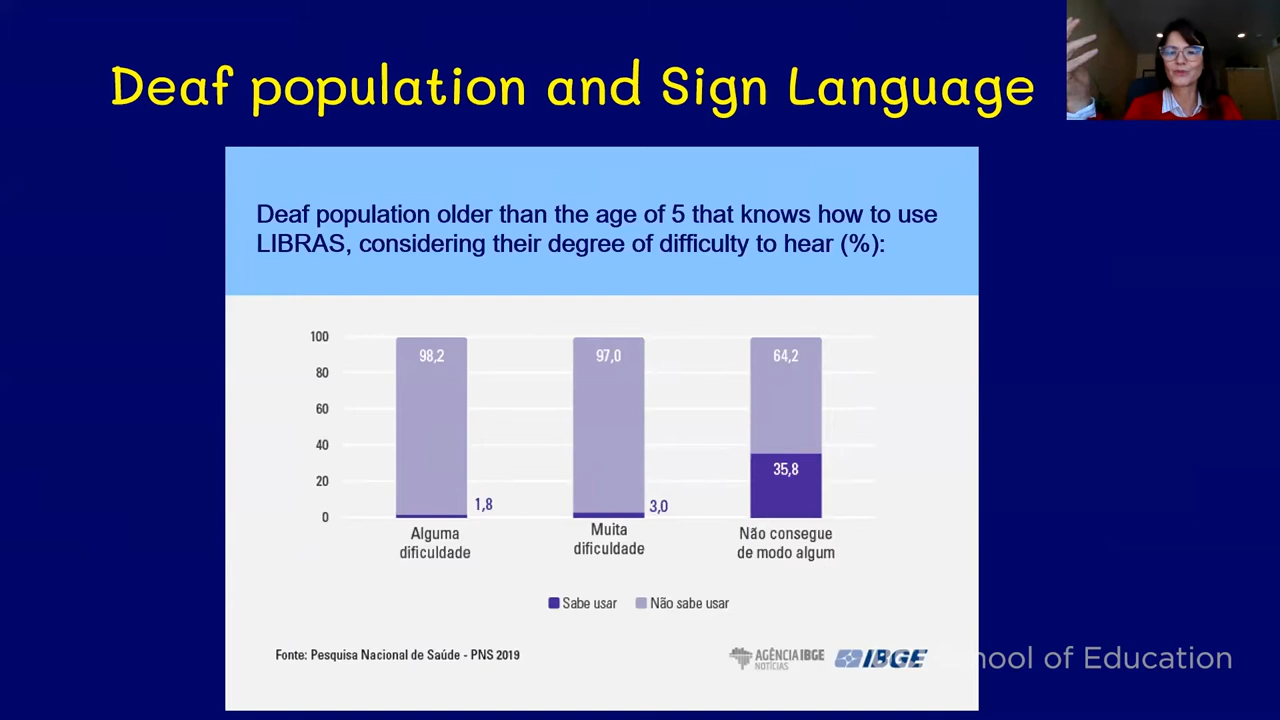 Deaf population and Sign Language
Deaf population older than the age of 5 that knows how to use
LIBRAS, considering their degree of difficulty to hear (%):
100
80
60
40
20
0
98,2
1,8
97,0
3,0
64,2
35,8
Alguma
dificuldade
Muita
dificuldade
Não consegue
de modo algum
Sabe usar
Não sabe usar
Fonte: Pesquisa Nacional de Saúde - PNS 2019
AGÊNCIA IBGE
NOTÍCIAS
IBGE
of Education